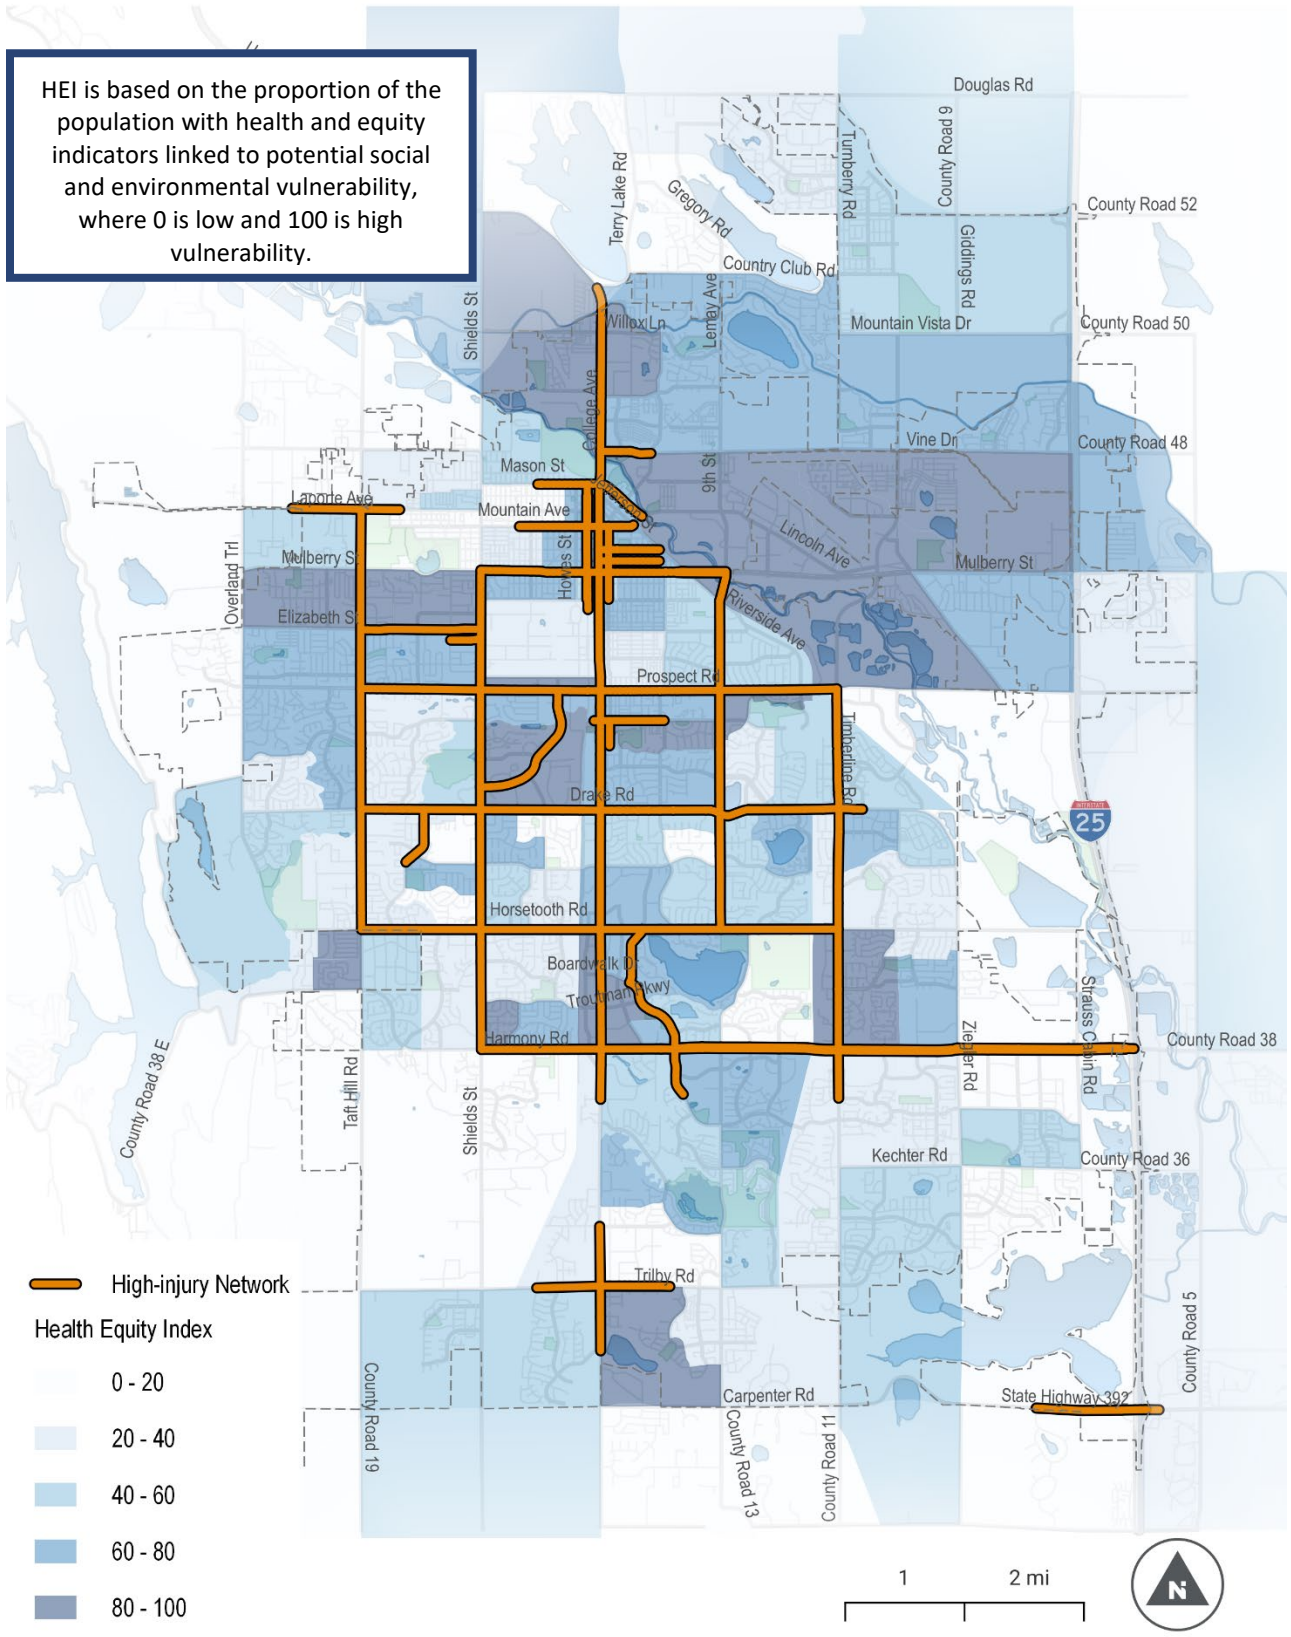 HEI is based on the proportion of the
population with health and equity
indicators linked to potential social
and environmental vulnerability,
where 0 is low and 100 is high
vulnerability.
Douglas Rd
Terry Lake Rd
Gregory Rd
Turnberry Rd
County Road 9
County Road 52
Giddings Rd
Country Club Rd
Shields St
Willox Ln
Lemay Ave
Mountain Vista Dr
County Road 50
College Ave
Vine Dr
County Road 48
Mason St
9th St
Laporte Ave
Jefferson St
Mountain Ave
Lincoln Ave
Overland Trl
Mulberry St
Howes St
Mulberry St
Elizabeth St
Riverside Ave
Prospect Rd
Timberline Rd
Drake Rd
INTERSTATE
25
Horsetooth Rd
Boardwalk Dr
Troutman Pkwy
Strauss Cabin Rd
Harmony Rd
Ziegler Rd
County Road 38
County Road 38 E
Taft Hill Rd
Shields St
Kechter Rd
County Road 36
Trilby Rd
High-injury Network
Health Equity Index
0 - 20
20 - 40
40 - 60
60 - 80
80 - 100
County Road 19
Carpenter Rd
County Road 13
County Road 11
State Highway 392
County Road 5
1
2 mi
N